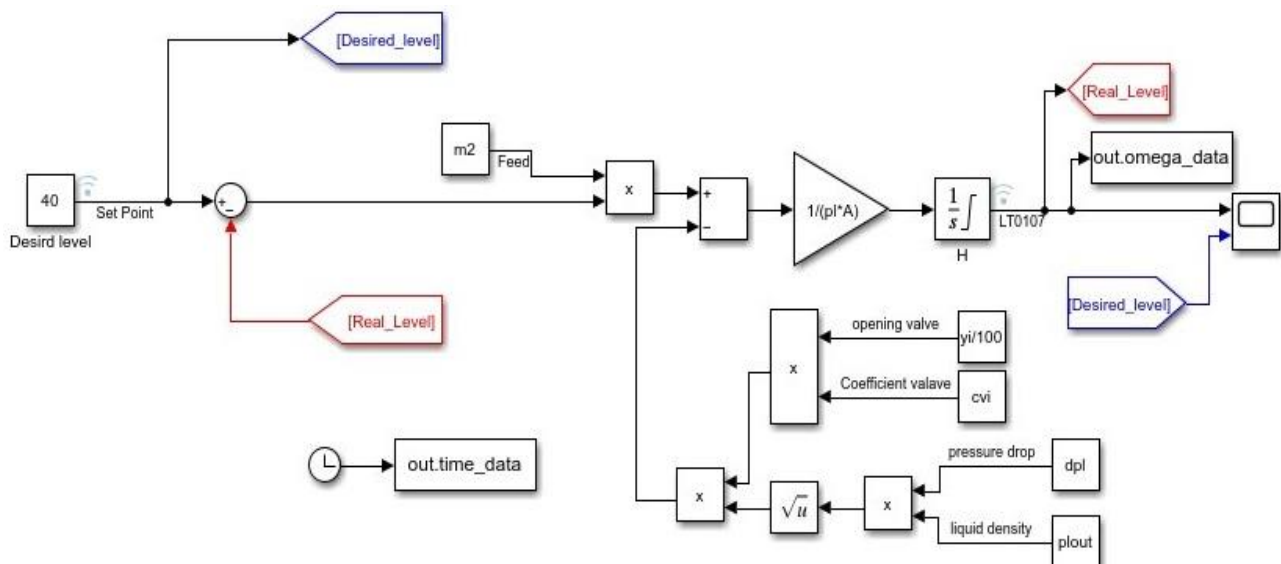 [Desired_level]
[Real_Level]
m2
Feed
out.omega_data
40
Set Point
Desird level
+
−
x
+
−
1/(pl*A)
1
s
H
LT0107
[Real_Level]
[Desired_level]
opening valve
yi/100
x
Coefficient valave
cvi
out.time_data
pressure drop
dpl
x
√u
x
liquid density
plout